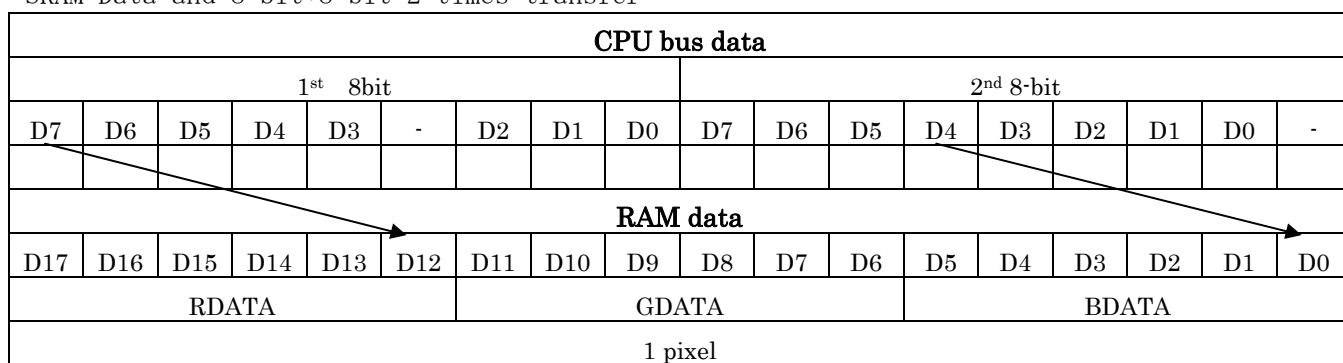 SRAM Data and 8-bit+8-bit 2 times transfer
CPU bus data
1st 8bit 2nd 8-bit
D7 D6 D5 D4 D3 - D2 D1 D0 D7 D6 D5 D4 D3 D2 D1 D0 -
RAM data
D17 D16 D15 D14 D13 D12 D11 D10 D9 D8 D7 D6 D5 D4 D3 D2 D1 D0
RDATA GDATA BDATA
1 pixel